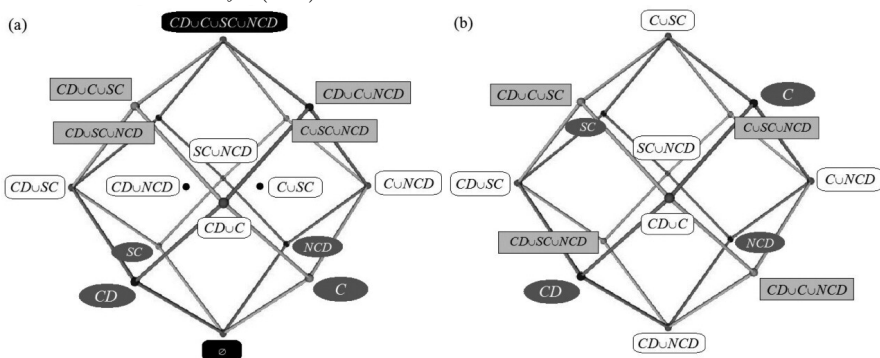 (a)
CD∪C∪SC∪NCD
CD∪C∪SC
CD∪C∪NCD
CD∪SC∪NCD
C∪SC∪NCD
SC∪NCD
CD∪SC
CD∪NCD
C∪SC
C∪NCD
CD∪C
SC
NCD
CD
C
∅
(b)
C∪SC
CD∪C∪SC
C
SC
C∪SC∪NCD
SC∪NCD
CD∪SC
C∪NCD
CD∪C
CD∪SC∪NCD
NCD
CD
CD∪C∪NCD
CD∪NCD